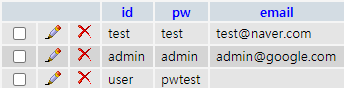 id pw email
test test test@naver.com
admin admin admin@google.com
user pwtest